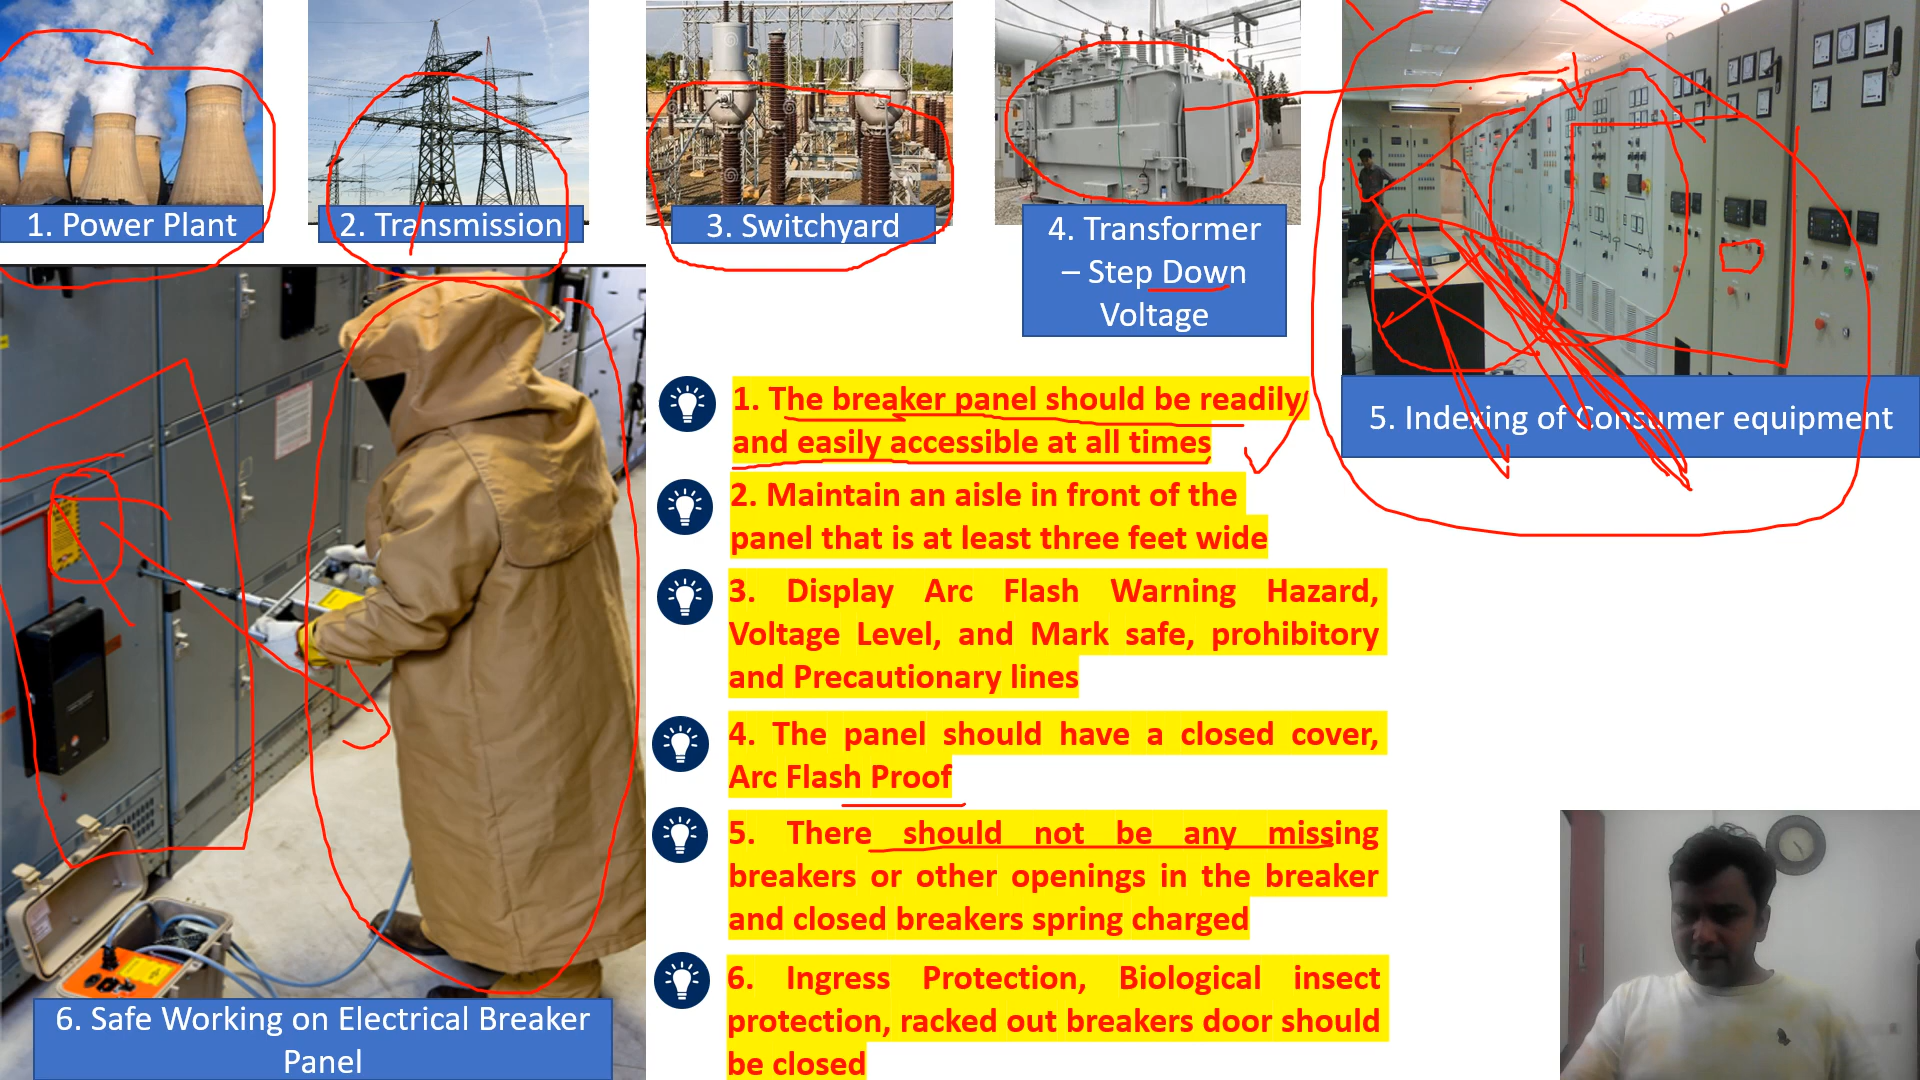 1. Power Plant
2. Transmission
3. Switchyard
4. Transformer
– Step Down
Voltage
5. Indexing of Consumer equipment
1. The breaker panel should be readily
and easily accessible at all times
2. Maintain an aisle in front of the
panel that is at least three feet wide
3. Display Arc Flash Warning Hazard,
Voltage Level, and Mark safe, prohibitory
and Precautionary lines
4. The panel should have a closed cover,
Arc Flash Proof
5. There should not be any missing
breakers or other openings in the breaker
and closed breakers spring charged
6. Ingress Protection, Biological insect
protection, racked out breakers door should
be closed
6. Safe Working on Electrical Breaker
Panel